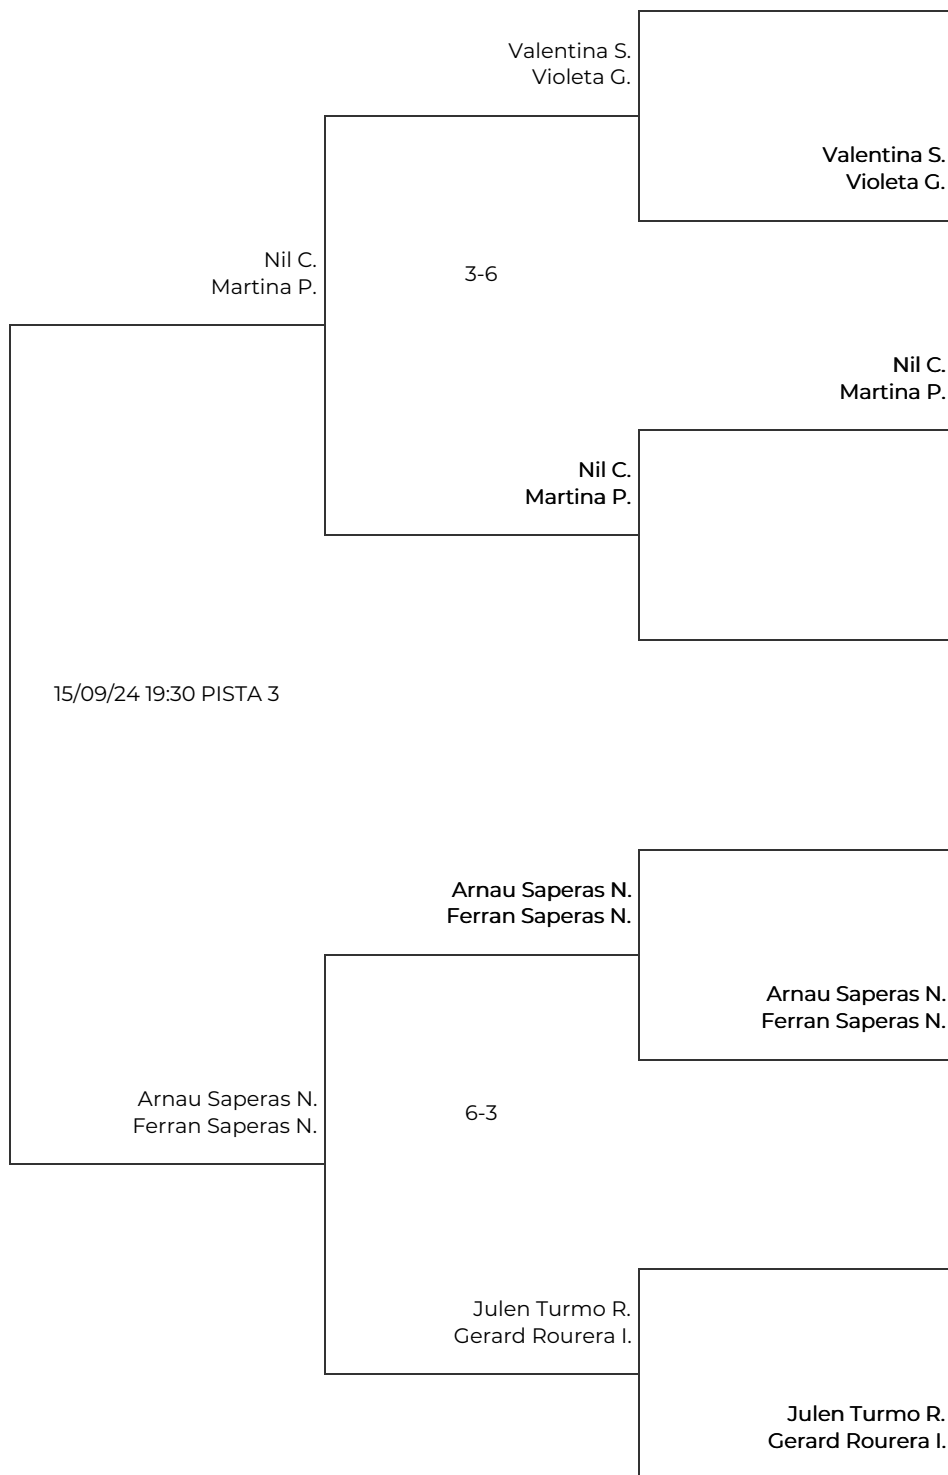 Valentina S.
Violeta G.
Valentina S.
Violeta G.
Nil C.
Martina P.
3-6
Nil C.
Martina P.
Nil C.
Martina P.
15/09/24 19:30 PISTA 3
Arnau Saperas N.
Ferran Saperas N.
Arnau Saperas N.
Ferran Saperas N.
Arnau Saperas N.
Ferran Saperas N.
6-3
Julen Turmo R.
Gerard Rourera I.
Julen Turmo R.
Gerard Rourera I.